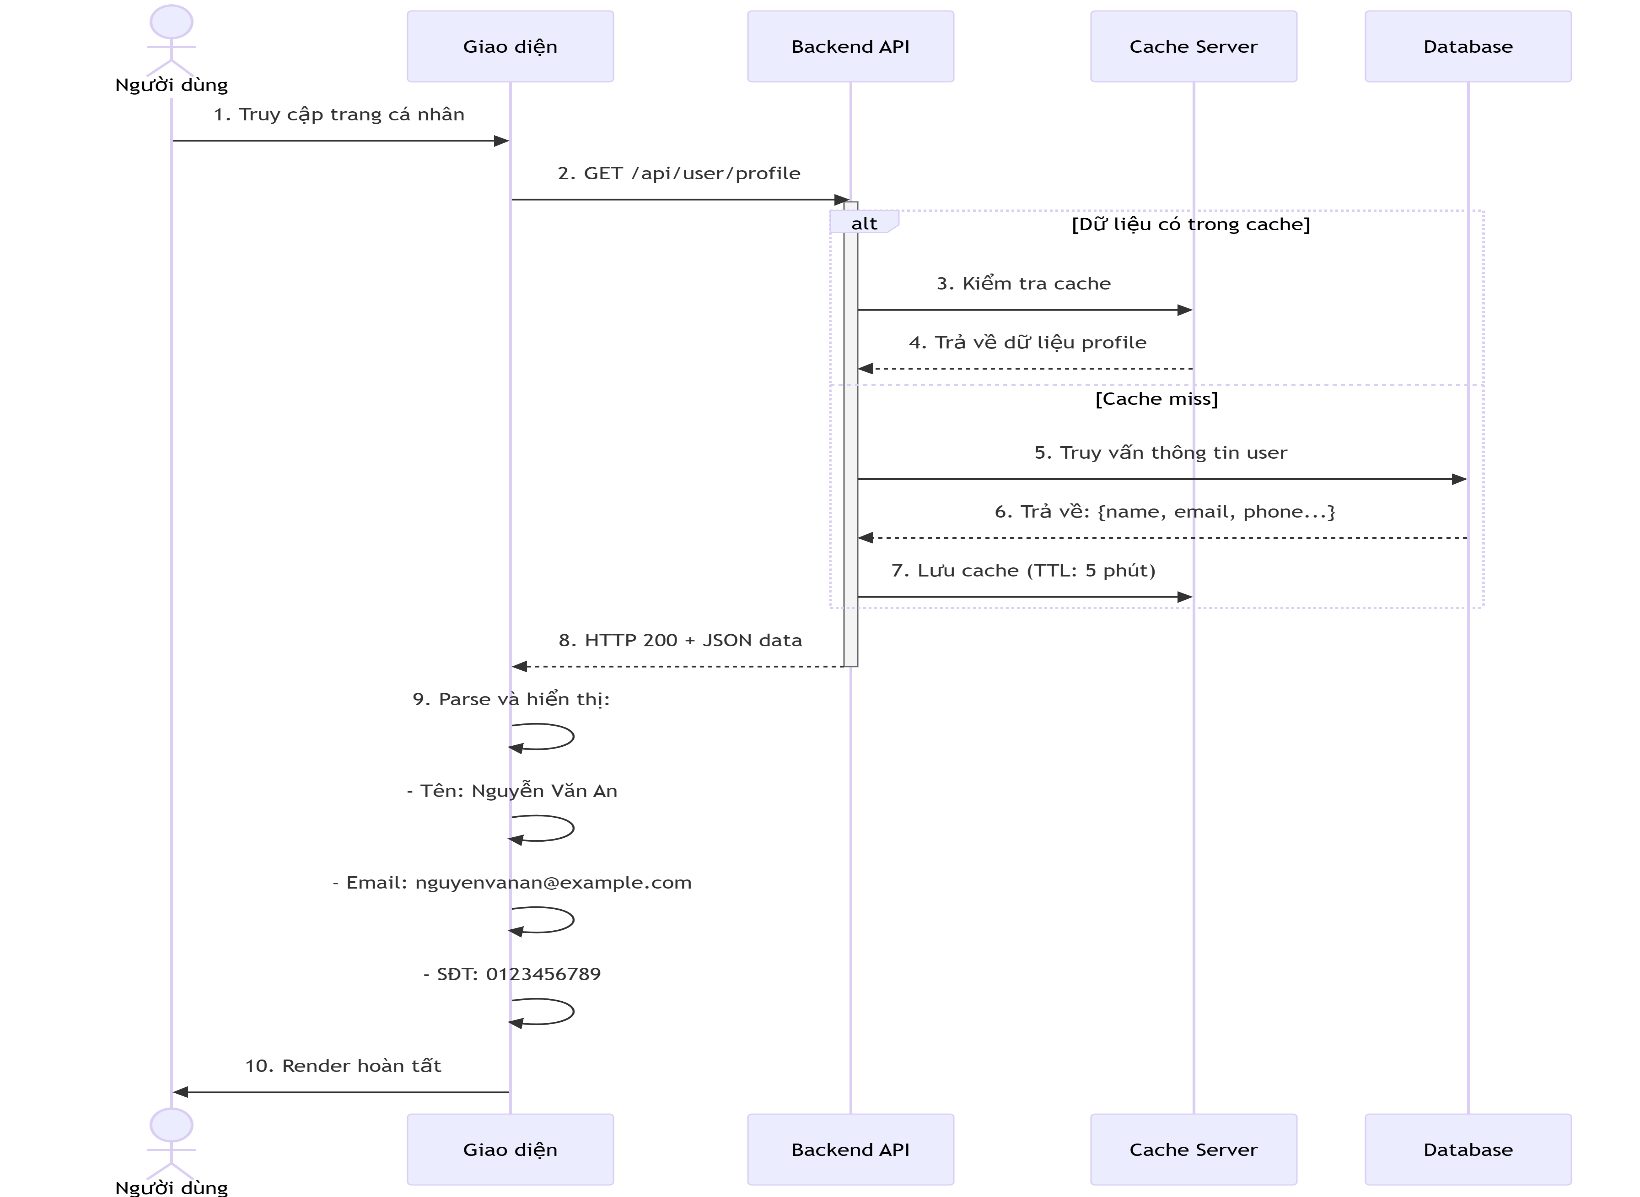 Người dùng
Giao diện
Backend API
Cache Server
Database
1. Truy cập trang cá nhân
2. GET /api/user/profile
alt
[Dữ liệu có trong cache]
3. Kiểm tra cache
4. Trả về dữ liệu profile
[Cache miss]
5. Truy vấn thông tin user
6. Trả về: {name, email, phone...}
7. Lưu cache (TTL: 5 phút)
8. HTTP 200 + JSON data
9. Parse và hiển thị:
- Tên: Nguyễn Văn An
- Email: nguyenvanan@example.com
- SĐT: 0123456789
10. Render hoàn tất
Người dùng
Giao diện
Backend API
Cache Server
Database